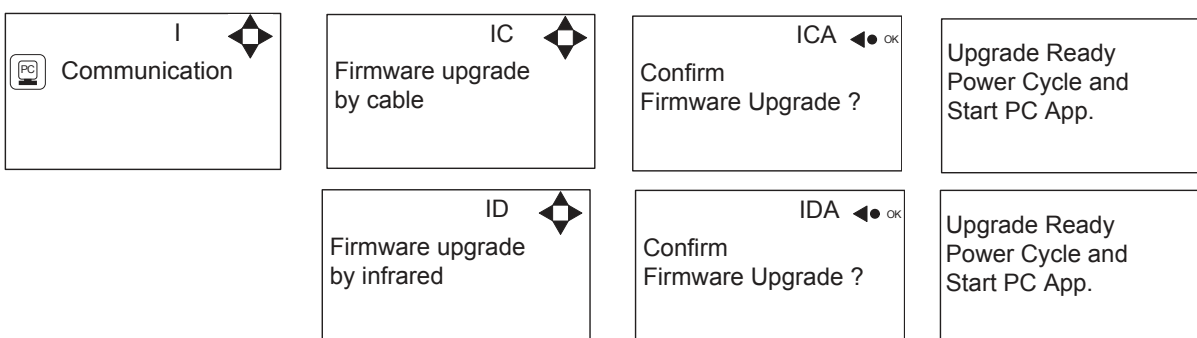 I
PC
Communication
IC
Firmware upgrade
by cable
ICA
OK
Confirm
Firmware Upgrade ?
Upgrade Ready
Power Cycle and
Start PC App.
ID
Firmware upgrade
by infrared
IDA
OK
Confirm
Firmware Upgrade ?
Upgrade Ready
Power Cycle and
Start PC App.